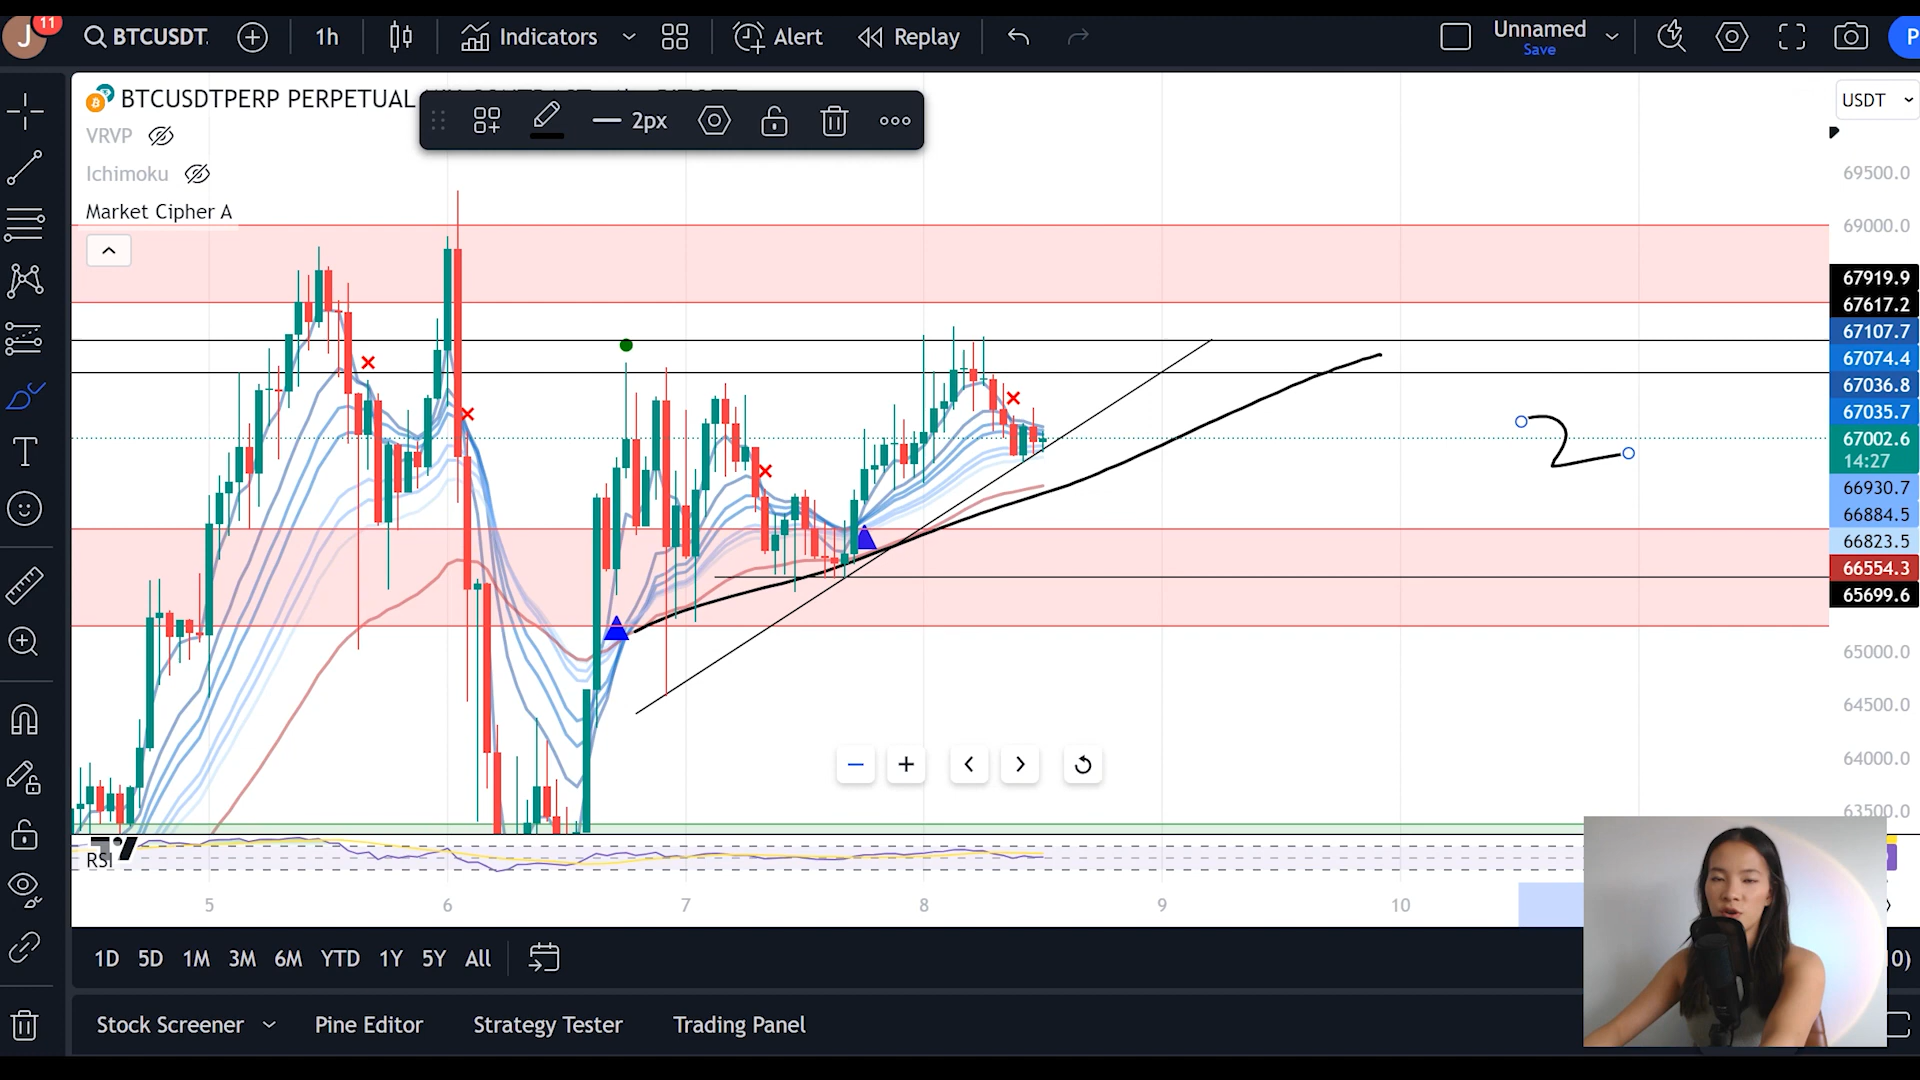 J 11 BTCUSDT. 1h Indicators Alert Replay Unnamed Save P
BTCUSDTPERP PERPETUAL
2px
USDT
VRVP
Ichimoku
Market Cipher A
69500.0
69000.0
67919.9
67617.2
67107.7
67074.4
67036.8
67035.7
67002.6
14:27
66930.7
66884.5
66823.5
66554.3
65699.6
65000.0
64500.0
64000.0
63500.0
2
RSI
5 6 7 8 9 10
1D 5D 1M 3M 6M YTD 1Y 5Y All
Stock Screener Pine Editor Strategy Tester Trading Panel